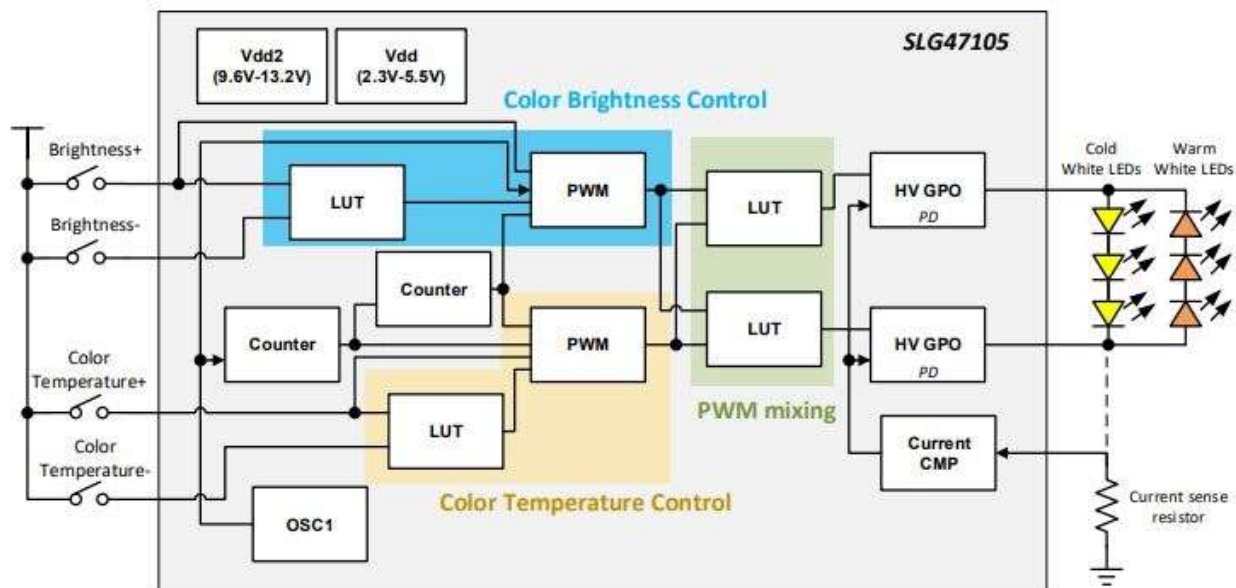 SLG47105
Vdd2
(9.6V-13.2V)
Vdd
(2.3V-5.5V)
Color Brightness Control
Brightness+
Brightness-
LUT
PWM
LUT
HV GPO
PD
Cold
White LEDs
Warm
White LEDs
Counter
Counter
PWM
LUT
HV GPO
PD
Color
Temperature+
Color
Temperature-
LUT
PWM mixing
Current
CMP
Color Temperature Control
OSC1
Current sense
resistor